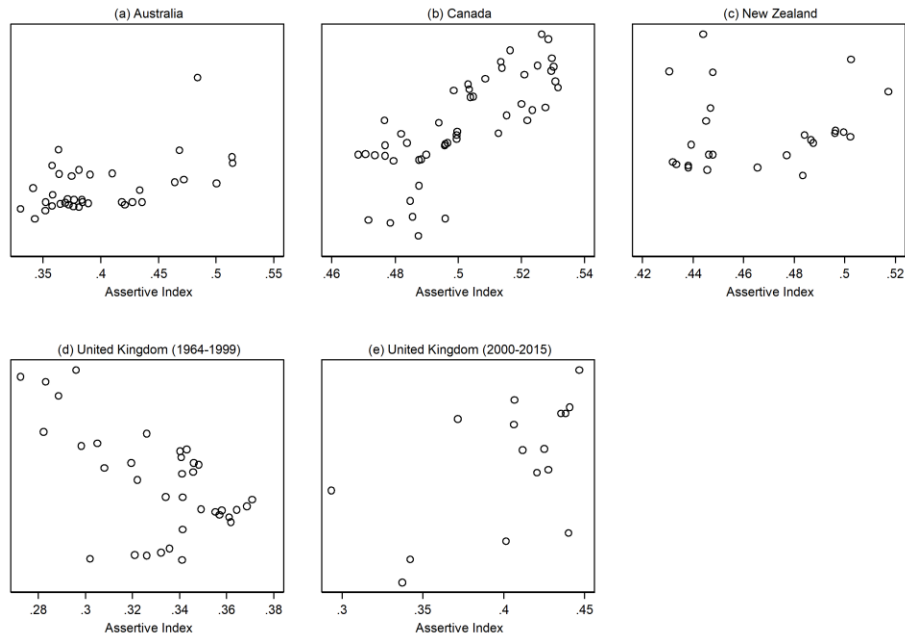 (a) Australia
(b) Canada
(c) New Zealand
.35 .4 .45 .5 .55
.46 .48 .5 .52 .54
.42 .44 .46 .48 .5 .52
Assertive Index
Assertive Index
Assertive Index
(d) United Kingdom (1964-1999)
(e) United Kingdom (2000-2015)
.28 .3 .32 .34 .36 .38
.3 .35 .4 .45
Assertive Index
Assertive Index